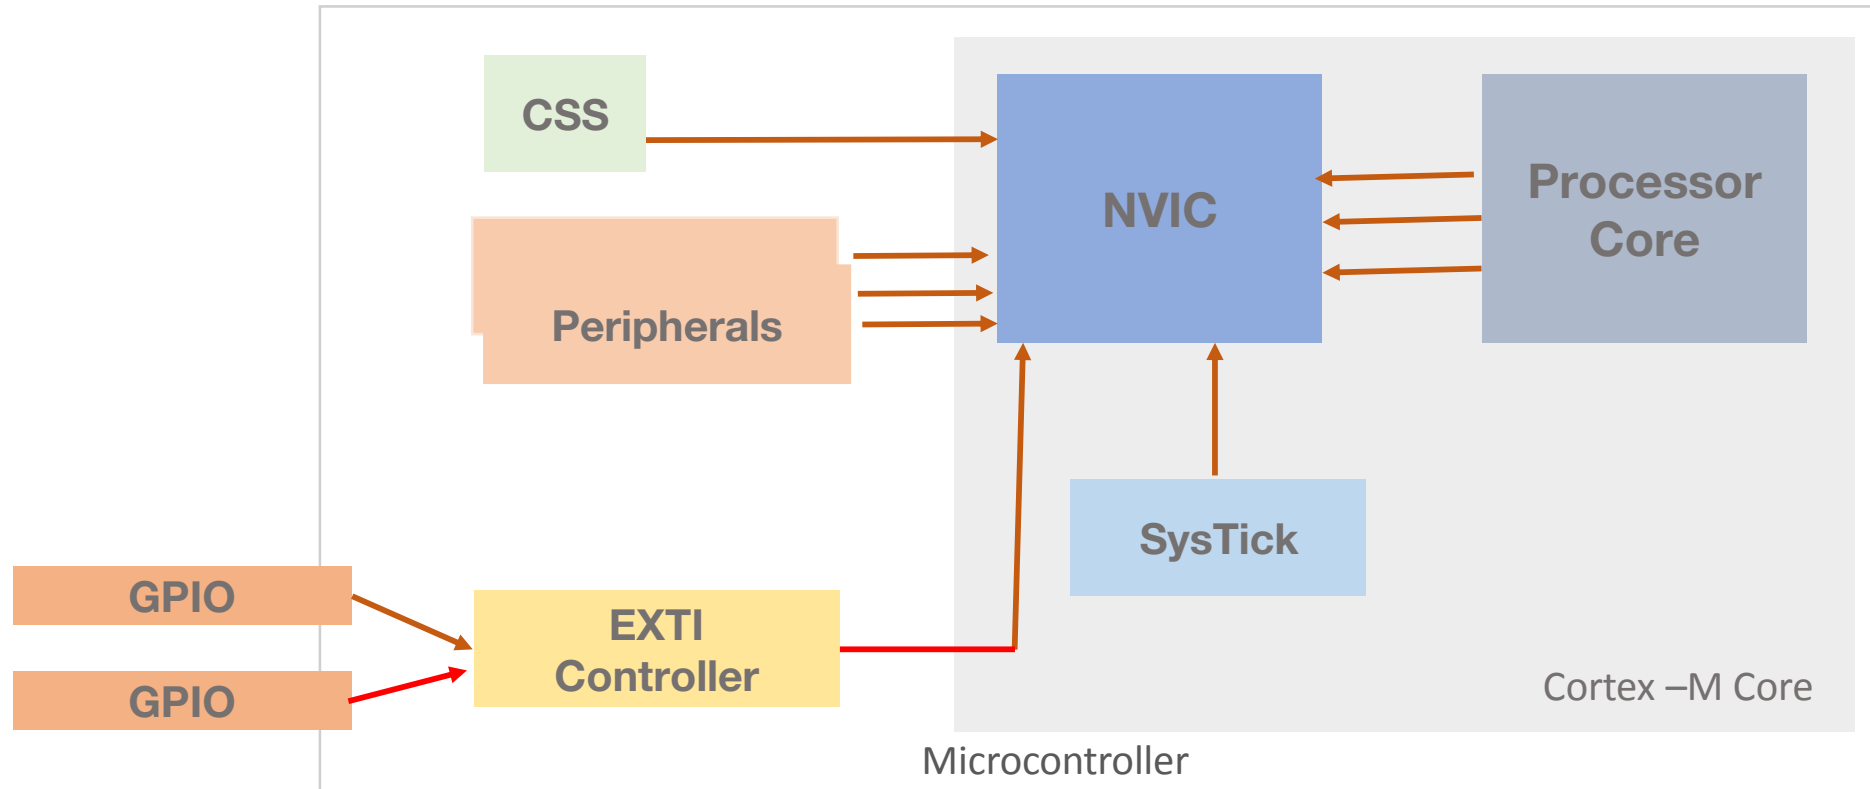 CSS
NVIC
Processor
Core
Peripherals
SysTick
GPIO
EXTI
Controller
GPIO
Cortex –M Core
Microcontroller